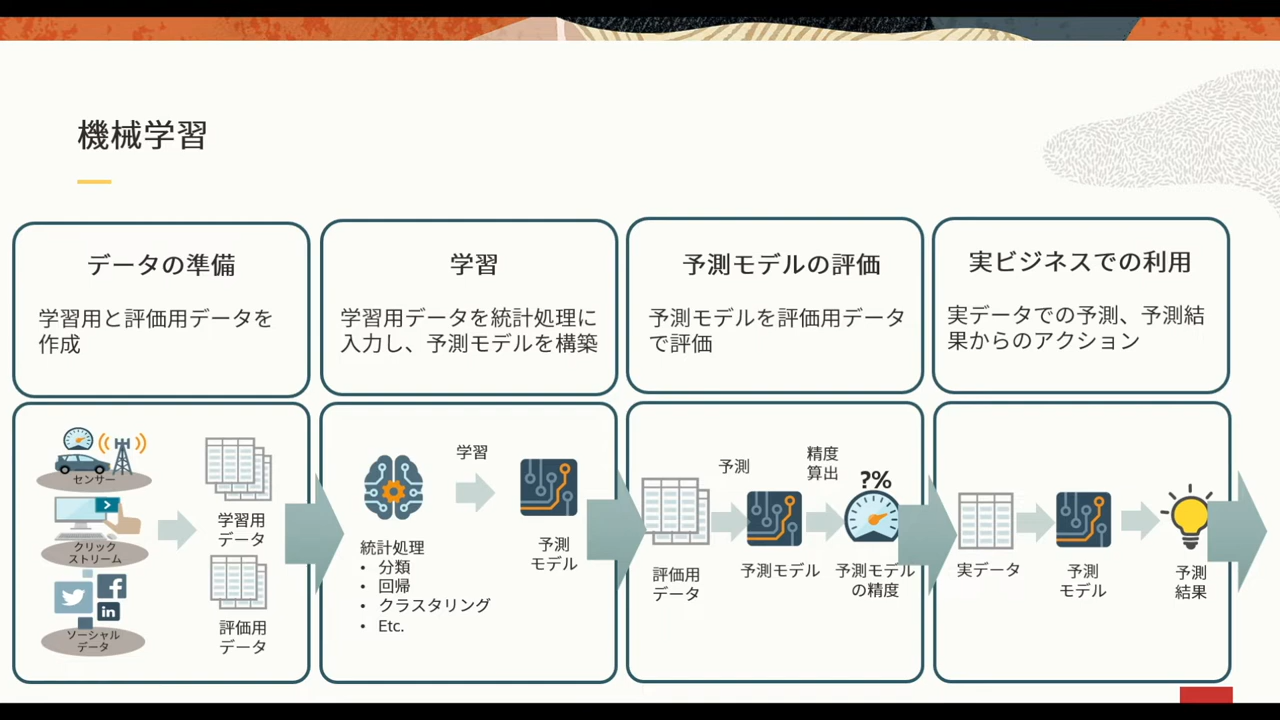 機械学習
データの準備
学習用と評価用データを
作成
学習
学習用データを統計処理に
入力し、予測モデルを構築
予測モデルの評価
予測モデルを評価用データ
で評価
実ビジネスでの利用
実データでの予測、予測結
果からのアクション
センサー
クリック
ストリーム
ソーシャル
データ
学習用
データ
評価用
データ
学習
統計処理
• 分類
• 回帰
• クラスタリング
• Etc.
予測
モデル
評価用
データ
予測
予測モデル
精度
算出
?%
予測モデル
の精度
実データ
予測
モデル
予測
結果